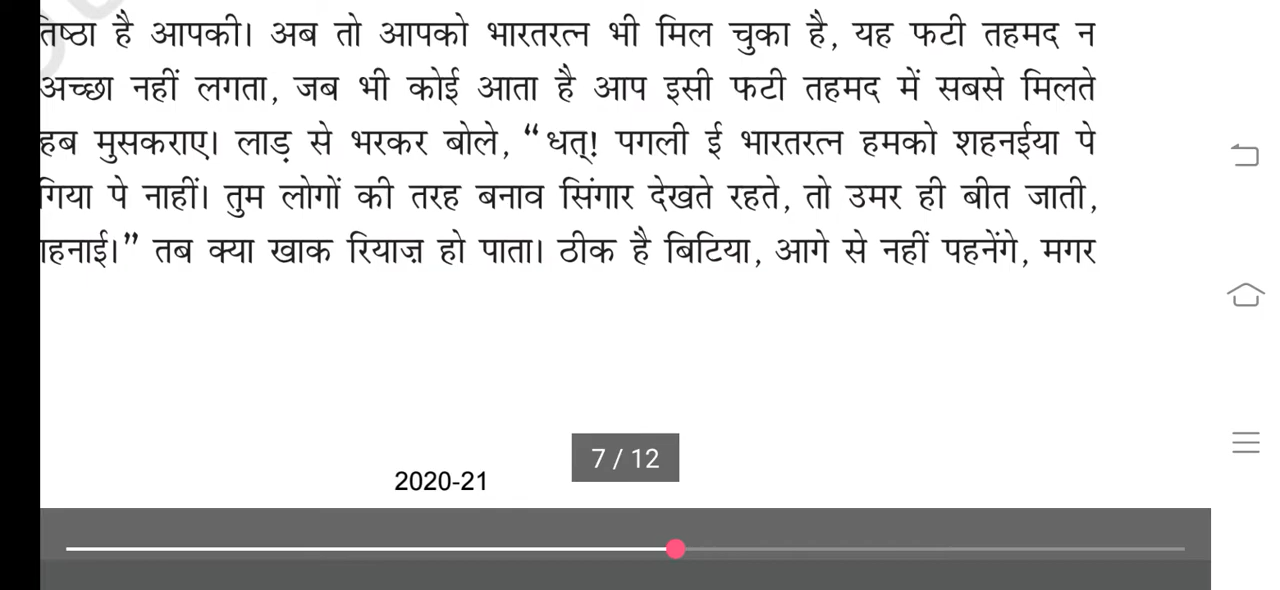 तिष्ठा है आपकी। अब तो आपको भारतरत्न भी मिल चुका है, यह फटी तहमद न
अच्छा नहीं लगता, जब भी कोई आता है आप इसी फटी तहमद में सबसे मिलते
हब मुसकराए। लाड़ से भरकर बोले, “धत्! पगली ई भारतरत्न हमको शहनईया पे
गिया पे नाहीं। तुम लोगों की तरह बनाव सिंगार देखते रहते, तो उमर ही बीत जाती,
हनाई।” तब क्या खाक रियाज़ हो पाता। ठीक है बिटिया, आगे से नहीं पहनेंगे, मगर
7 / 12
2020-21